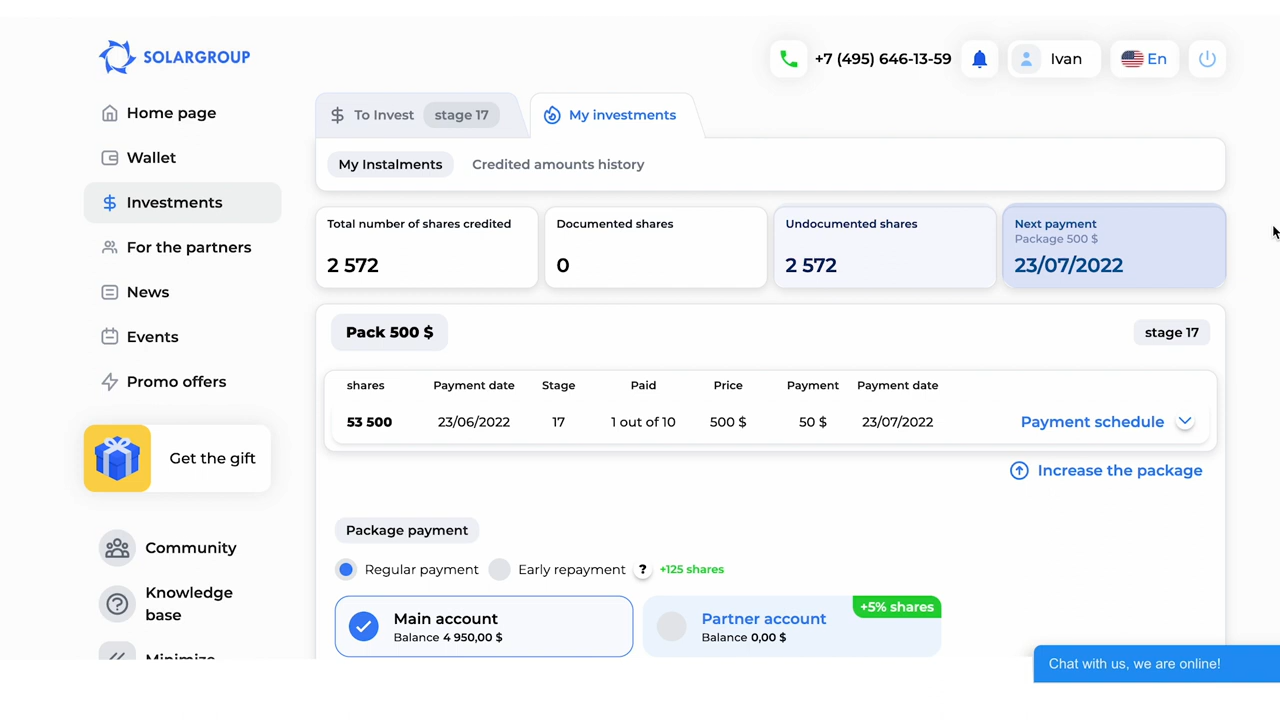 SOLARGROUP
+7 (495) 646-13-59
Ivan
En
Home page
Wallet
Investments
For the partners
News
Events
Promo offers
Get the gift
Community
Knowledge
base
Minimize
To Invest
stage 17
My investments
My Instalments
Credited amounts history
Total number of shares credited
2 572
Documented shares
0
Undocumented shares
2 572
Next payment
Package 500 $
23/07/2022
Pack 500 $
stage 17
shares Payment date Stage Paid Price Payment Payment date
53 500 23/06/2022 17 1 out of 10 500 $ 50 $ 23/07/2022 Payment schedule
Increase the package
Package payment
Regular payment
Early repayment ? +125 shares
Main account
Balance 4 950,00 $
+5% shares
Partner account
Balance 0,00 $
Chat with us, we are online!